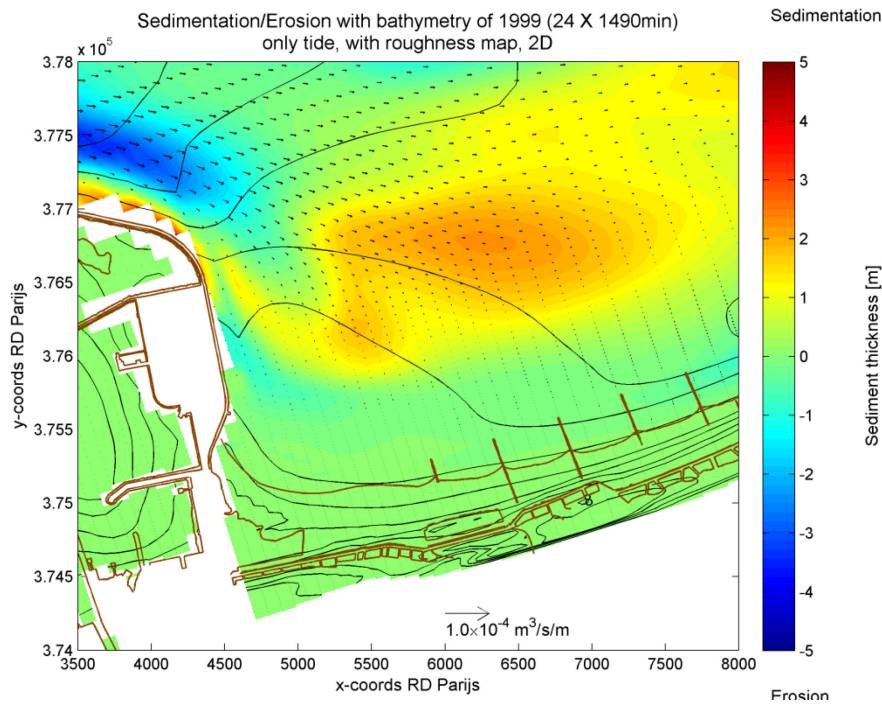 Sedimentation/Erosion with bathymetry of 1999 (24 X 1490min)
only tide, with roughness map, 2D
Sedimentation
x 10⁵
3.78
3.775
3.77
3.765
3.76
3.755
3.75
3.745
3.74
y-coords RD Parijs
3500 4000 4500 5000 5500 6000 6500 7000 7500 8000
x-coords RD Parijs
1.0×10⁻⁴ m³/s/m
5
4
3
2
1
0
-1
-2
-3
-4
-5
Sediment thickness [m]
Erosion